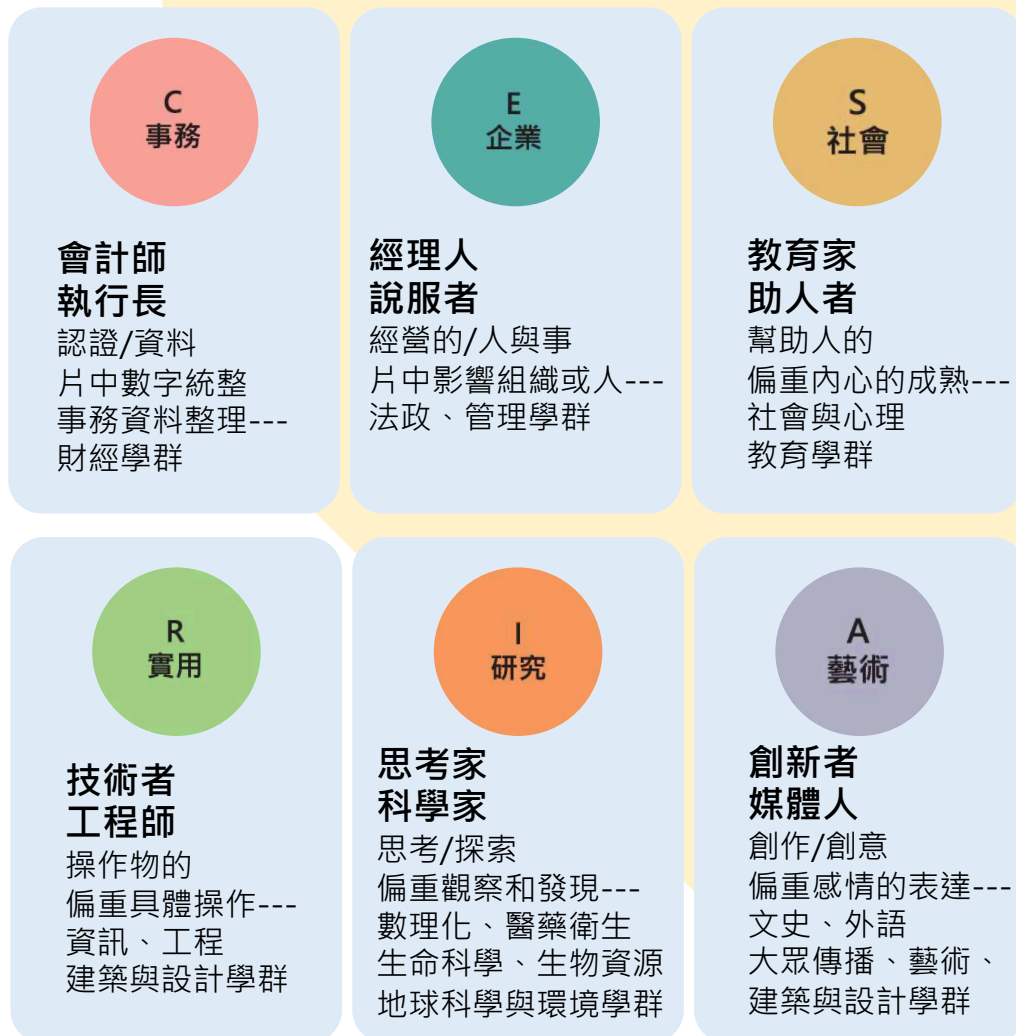 C
事務
會計師
執行長
認證/資料
片中數字統整
事務資料整理---
財經學群
E
企業
經理人
說服者
經營的/人與事
片中影響組織或人---
法政、管理學群
S
社會
教育家
助人者
幫助人的
偏重內心的成熟---
社會與心理
教育學群
R
實用
技術者
工程師
操作物的
偏重具體操作---
資訊、工程
建築與設計學群
I
研究
思考家
科學家
思考/探索
偏重觀察和發現---
數理化、醫藥衛生
生命科學、生物資源
地球科學與環境學群
A
藝術
創新者
媒體人
創作/創意
偏重感情的表達---
文史、外語
大眾傳播、藝術、
建築與設計學群